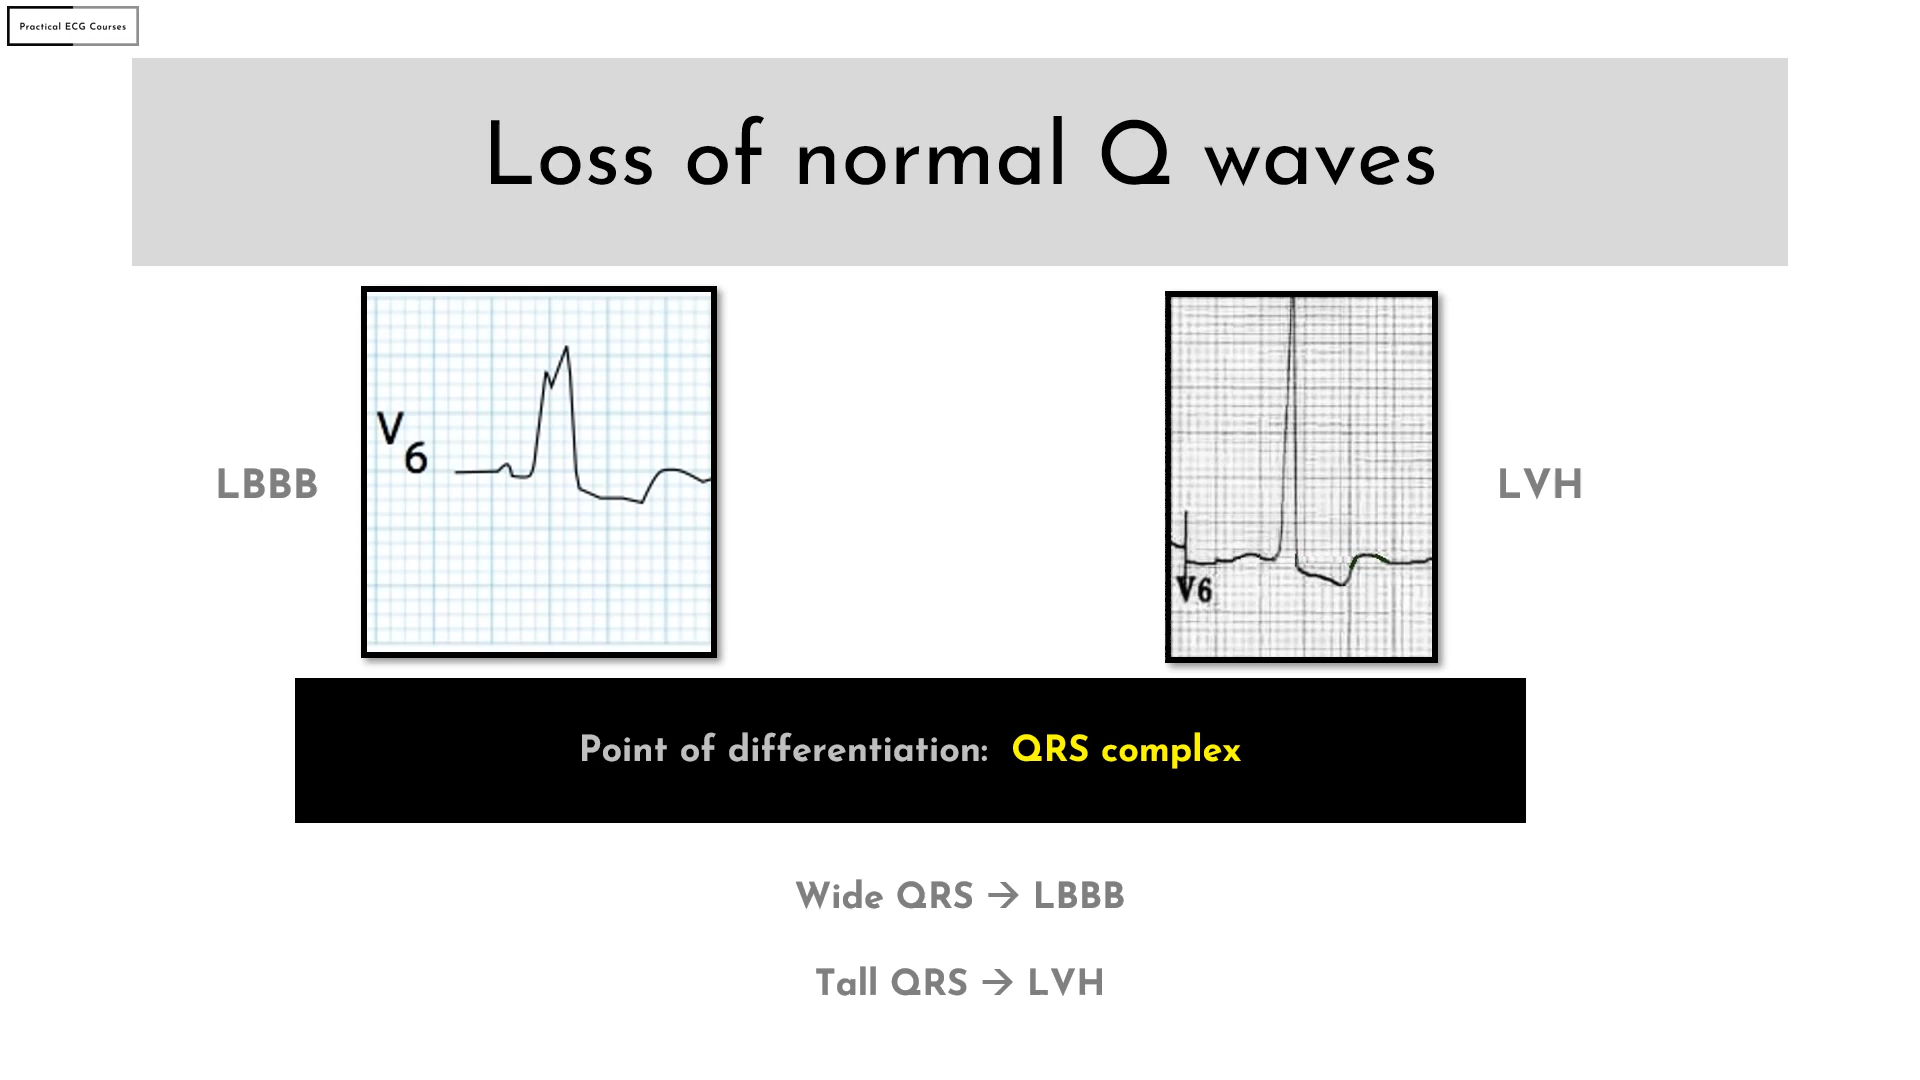 Practical ECG Courses
Loss of normal Q waves
V6
LBBB
V6
LVH
Point of differentiation: QRS complex
Wide QRS → LBBB
Tall QRS → LVH